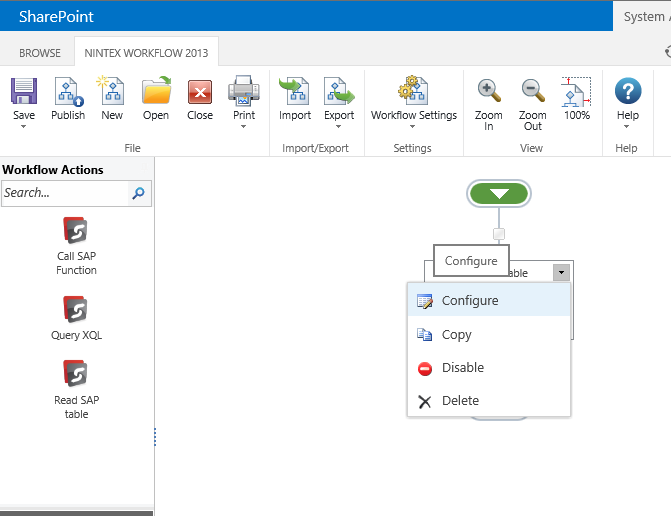 SharePoint
System A
BROWSE
NINTEX WORKFLOW 2013
Save
Publish
New
Open
Close
Print
Import
Export
Workflow Settings
Zoom
In
Zoom
Out
100%
Help
File
Import/Export
Settings
View
Help
Workflow Actions
Search...
Call SAP
Function
Query XQL
Read SAP
table
Configure
able
Configure
Copy
Disable
Delete